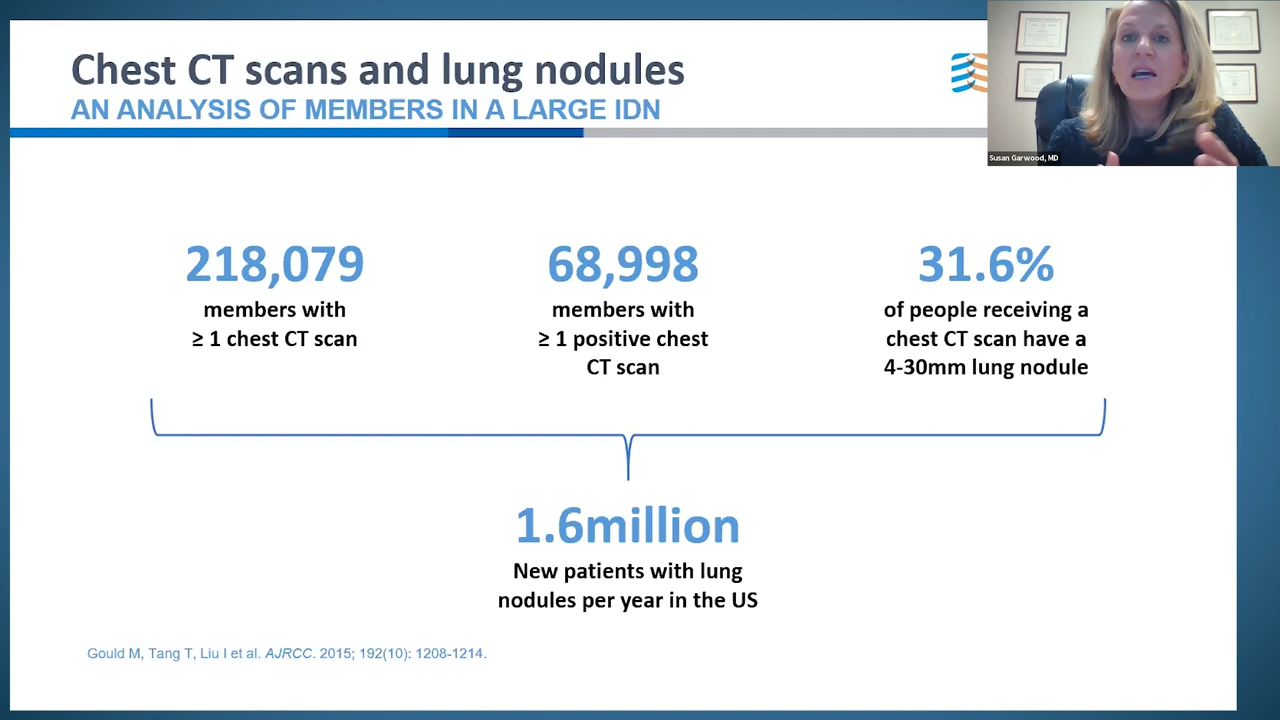 Chest CT scans and lung nodules
AN ANALYSIS OF MEMBERS IN A LARGE IDN
Susan Garwood, MD
218,079
members with
≥ 1 chest CT scan
68,998
members with
≥ 1 positive chest
CT scan
31.6%
of people receiving a
chest CT scan have a
4-30mm lung nodule
1.6million
New patients with lung
nodules per year in the US
Gould M, Tang T, Liu I et al. AJRCC. 2015; 192(10): 1208-1214.